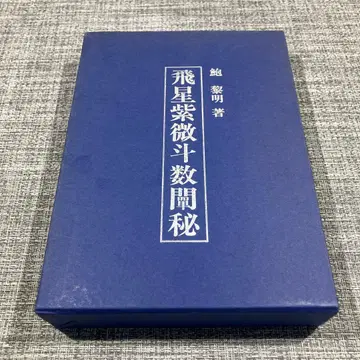 鮑 黎明 著
飛星紫微斗数闡秘